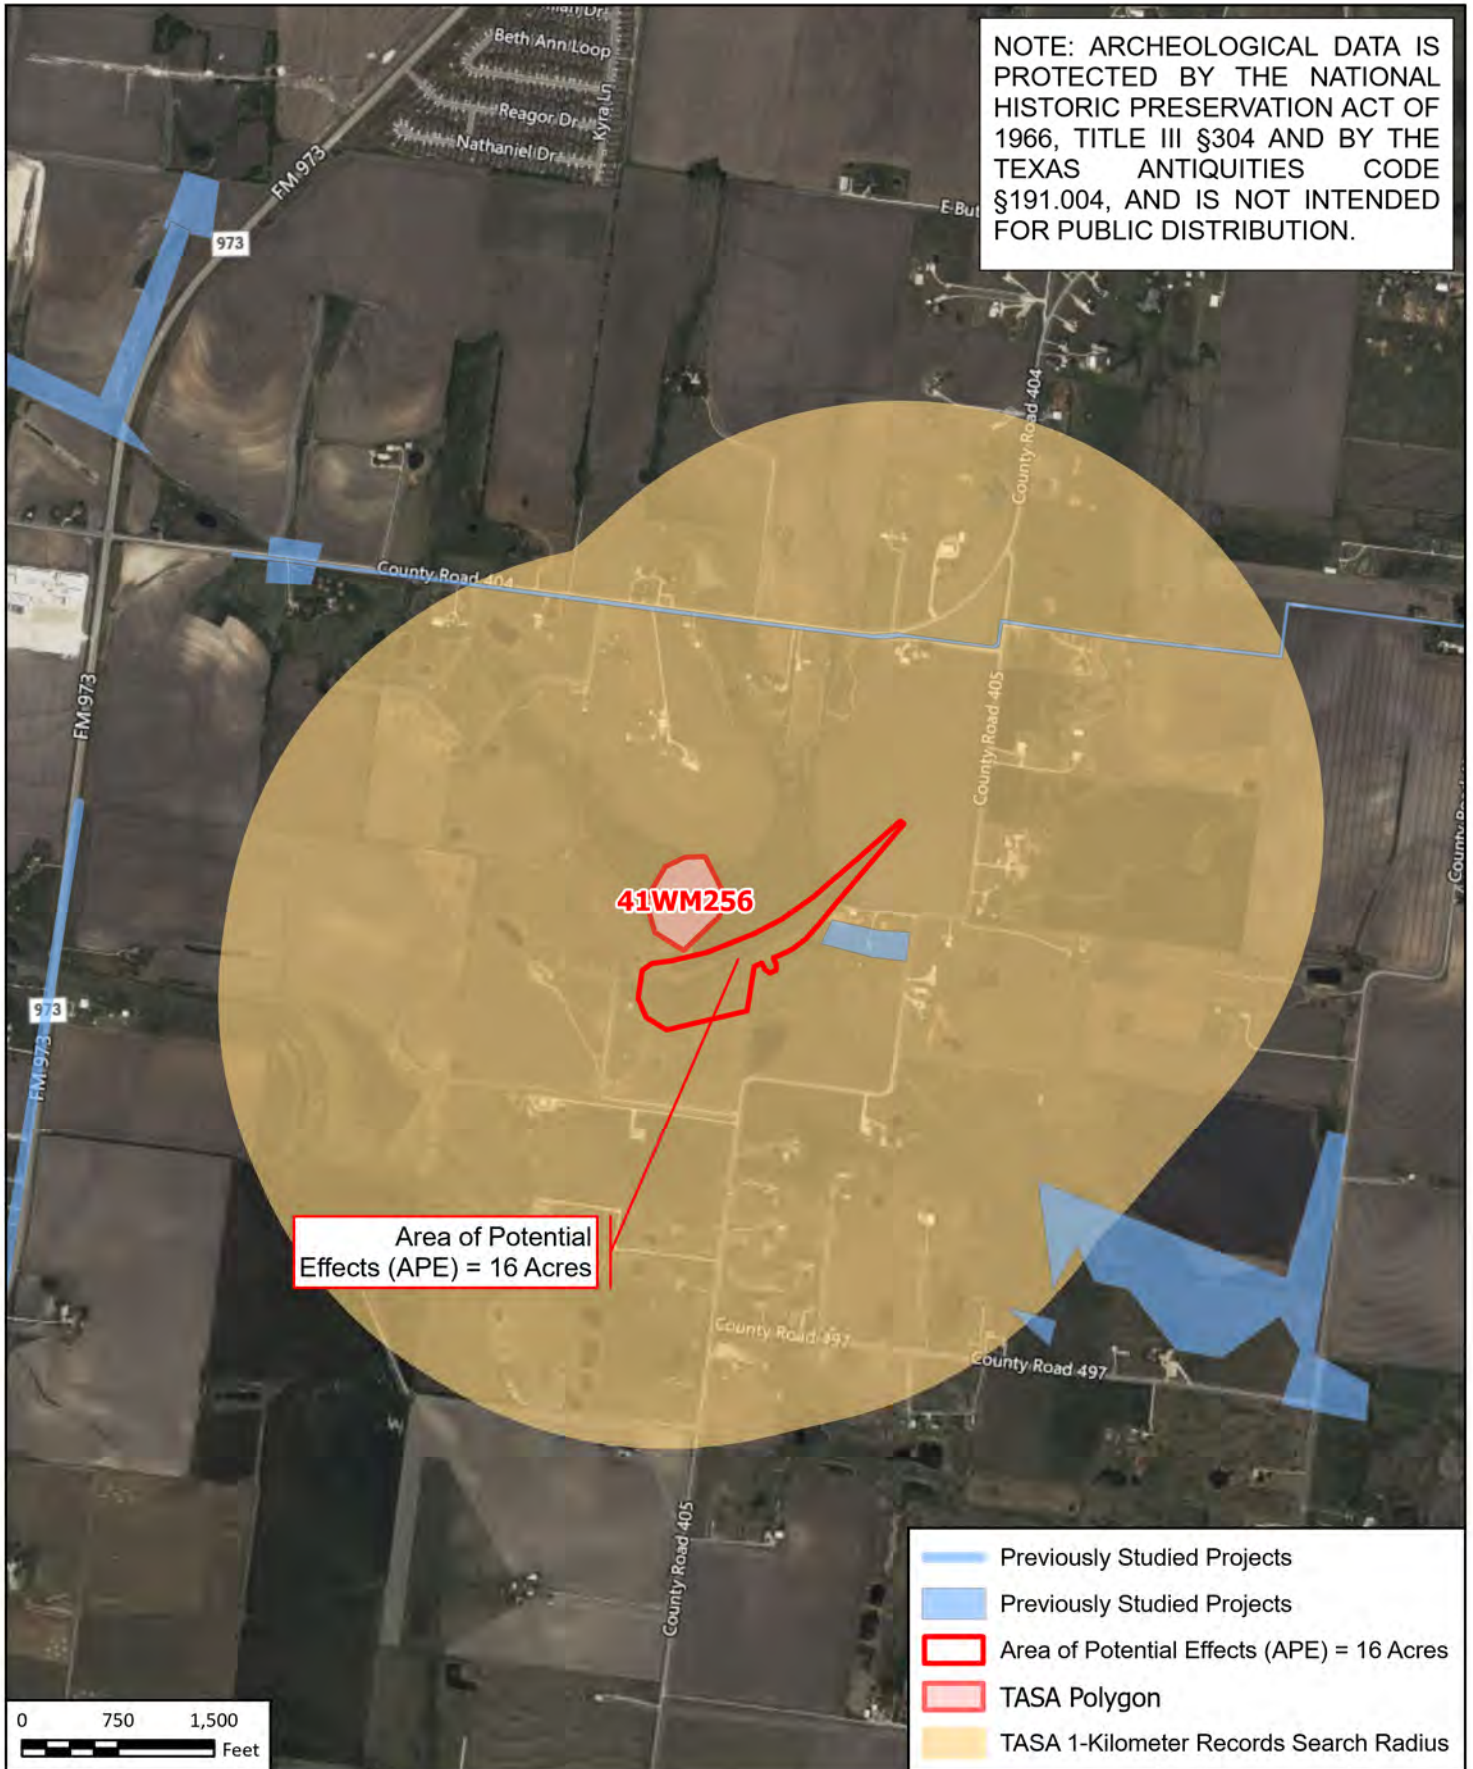 NOTE: ARCHEOLOGICAL DATA IS
PROTECTED BY THE NATIONAL
HISTORIC PRESERVATION ACT OF
1966, TITLE III §304 AND BY THE
TEXAS ANTIQUITIES CODE
§191.004, AND IS NOT INTENDED
FOR PUBLIC DISTRIBUTION.
Beth Ann Loop
Reagor Dr
Kyra Ln
Nathaniel Dr
FM 973
973
E But
County Road 404
County Road 404
FM 973
County Road 405
41WM256
973
FM 973
Area of Potential
Effects (APE) = 16 Acres
County Road 497
County Road 497
County Road 405
Previously Studied Projects
Previously Studied Projects
Area of Potential Effects (APE) = 16 Acres
TASA Polygon
TASA 1-Kilometer Records Search Radius
0 750 1,500
Feet